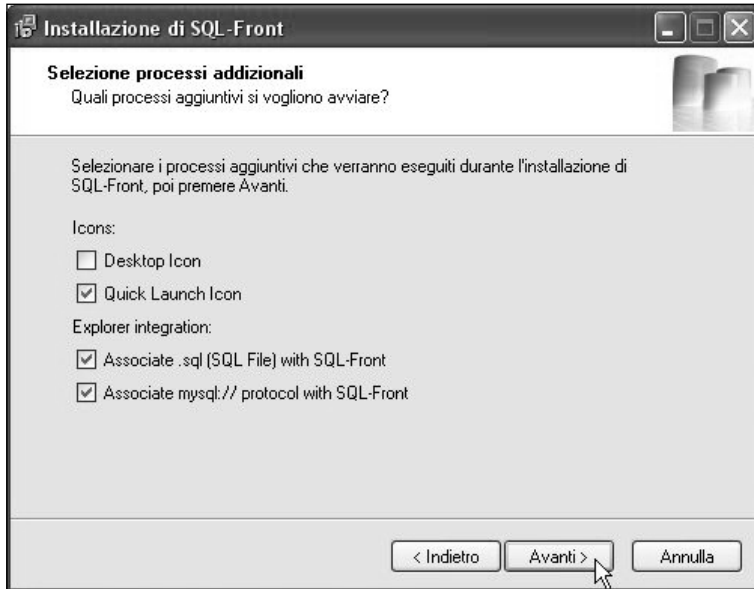 Installazione di SQL-Front
Selezione processi addizionali
Quali processi aggiuntivi si vogliono avviare?
Selezionare i processi aggiuntivi che verranno eseguiti durante l'installazione di
SQL-Front, poi premere Avanti.
Icons:
Desktop Icon
Quick Launch Icon
Explorer integration:
Associate .sql (SQL File) with SQL-Front
Associate mysql:// protocol with SQL-Front
< Indietro
Avanti >
Annulla